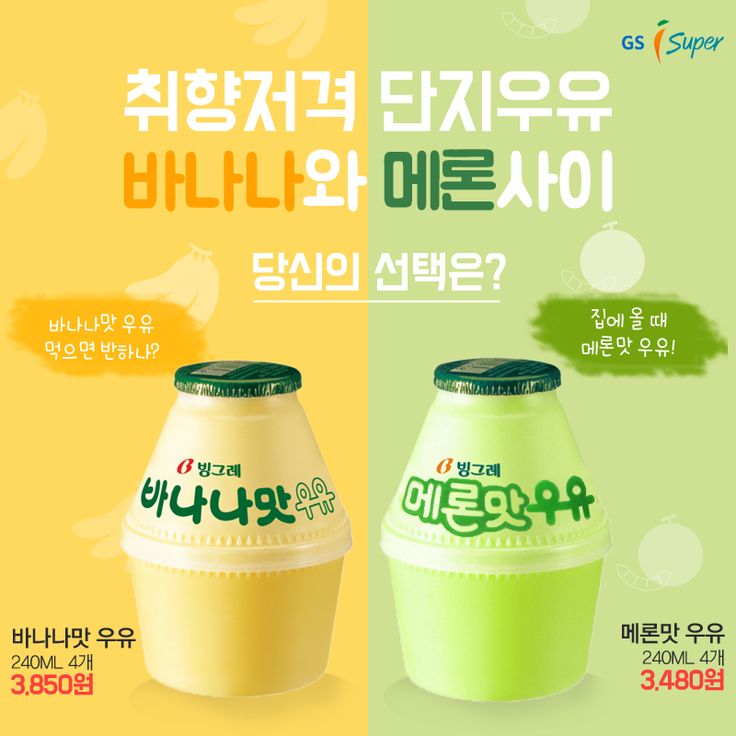 GS iSuper
취향저격 단지우유
바나나와 메론사이
당신의 선택은?
바나나맛 우유
먹으면 반하나?
집에 올 때
메론맛 우유!
빙그레
바나나맛우유
빙그레
메론맛우유
바나나맛 우유
240ML 4개
3,850원
메론맛 우유
240ML 4개
3,480원